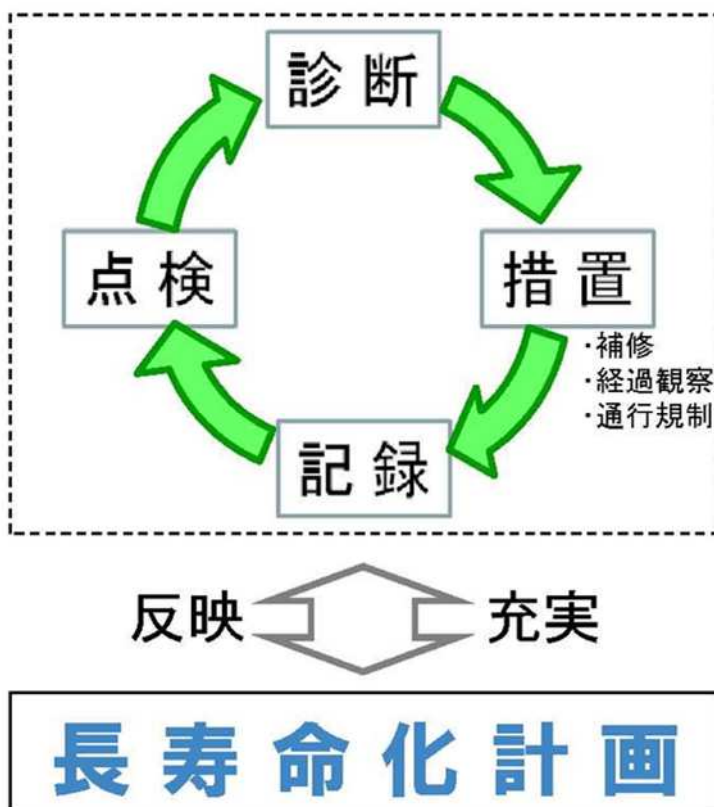 診断
点検
措置
・補修
・経過観察
・通行規制
記録
反映
充実
長寿命化計画